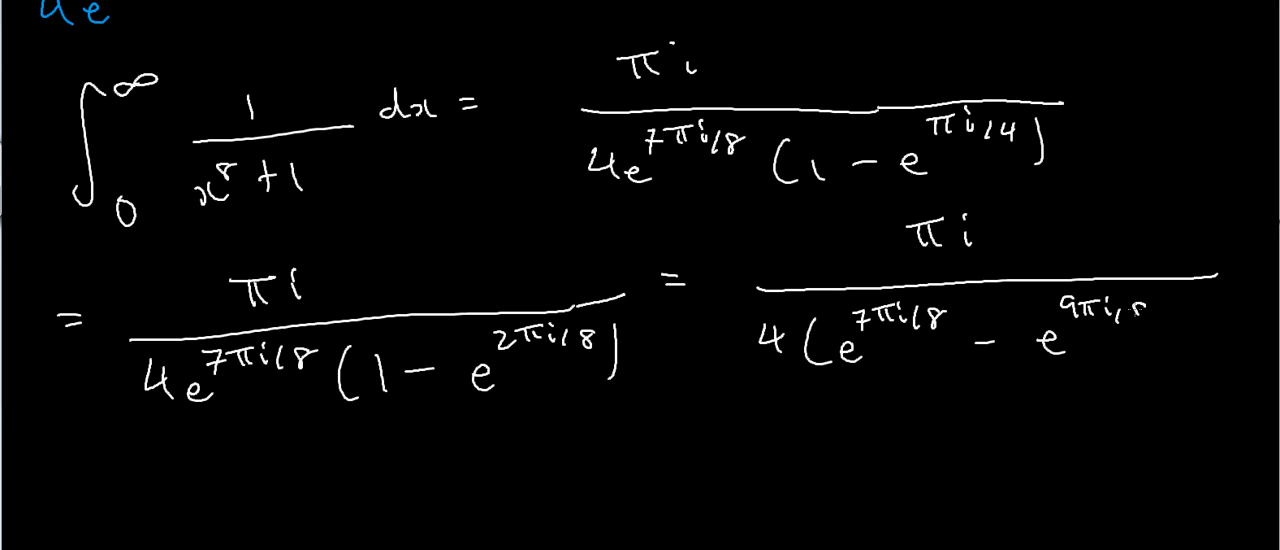 4e
∫₀^∞ 1/(x⁸+1) dx = πi/(4e^{7πi/8}(1 - e^{πi/4}))
= πi/(4e^{7πi/8}(1 - e^{2πi/8})) = πi/(4(e^{7πi/8} - e^{9πi/8}